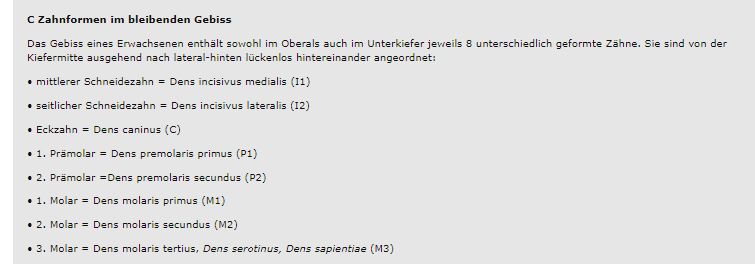 C Zahnformen im bleibenden Gebiss
Das Gebiss eines Erwachsenen enthält sowohl im Oberals auch im Unterkiefer jeweils 8 unterschiedlich geformte Zähne. Sie sind von der
Kiefermitte ausgehend nach lateral-hinten lückenlos hintereinander angeordnet:
• mittlerer Schneidezahn = Dens incisivus medialis (I1)
• seitlicher Schneidezahn = Dens incisivus lateralis (I2)
• Eckzahn = Dens caninus (C)
• 1. Prämolar = Dens premolaris primus (P1)
• 2. Prämolar =Dens premolaris secundus (P2)
• 1. Molar = Dens molaris primus (M1)
• 2. Molar = Dens molaris secundus (M2)
• 3. Molar = Dens molaris tertius, Dens serotinus, Dens sapientiae (M3)